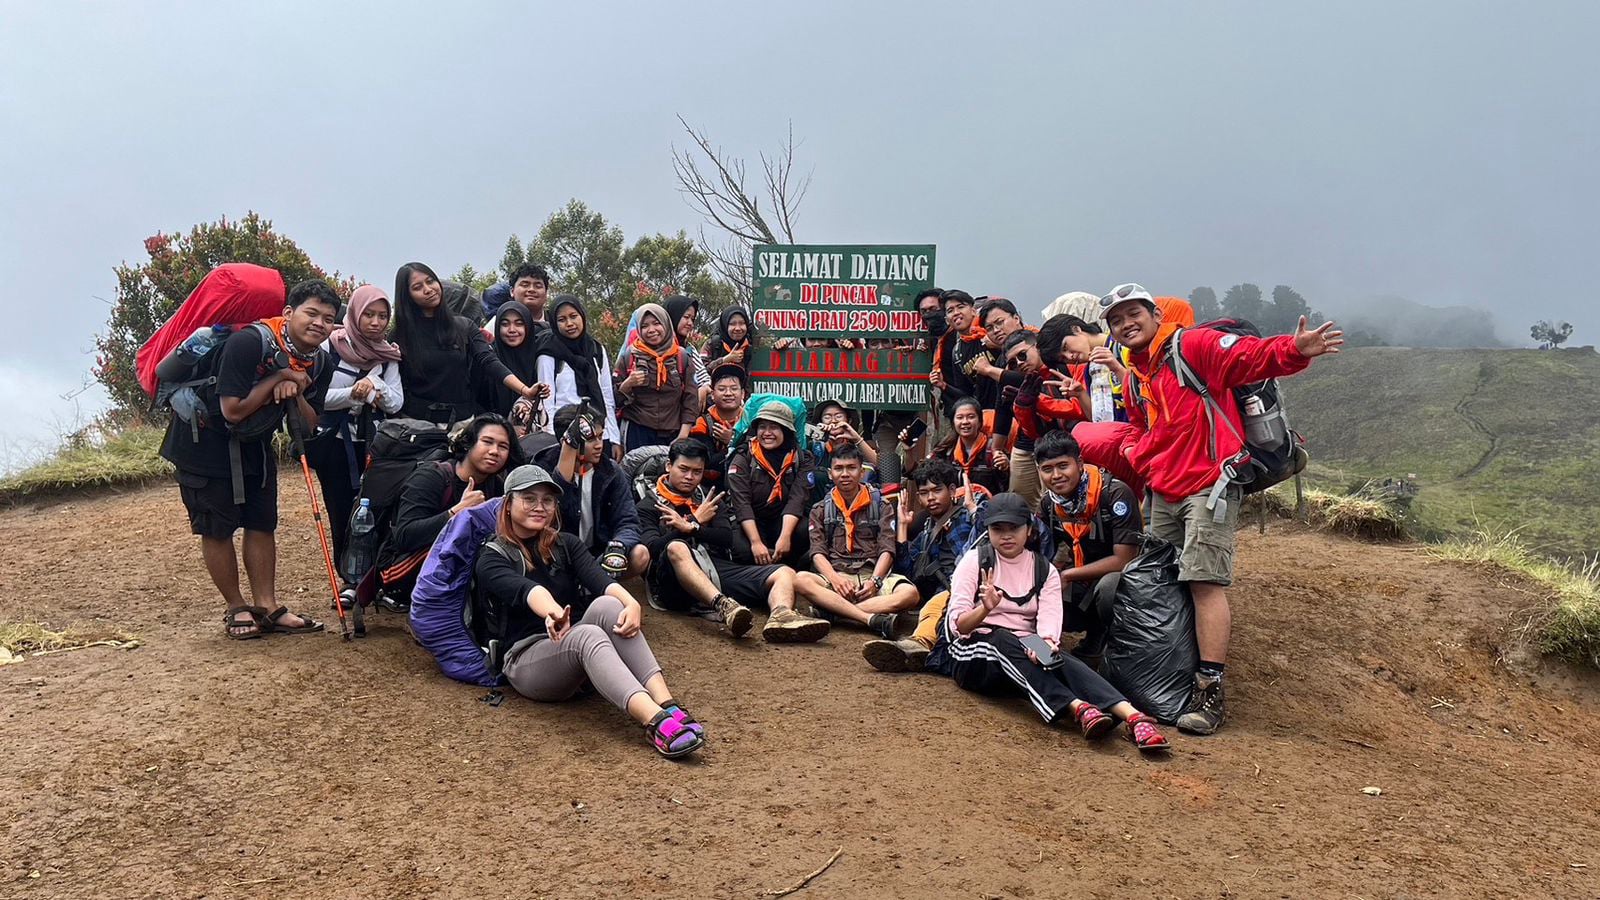 SELAMAT DATANG
DI PUNCAK
GUNUNG PRAU 2590 MDPL
DILARANG !!!
MENDIRIKAN CAMP DI AREA PUNCAK